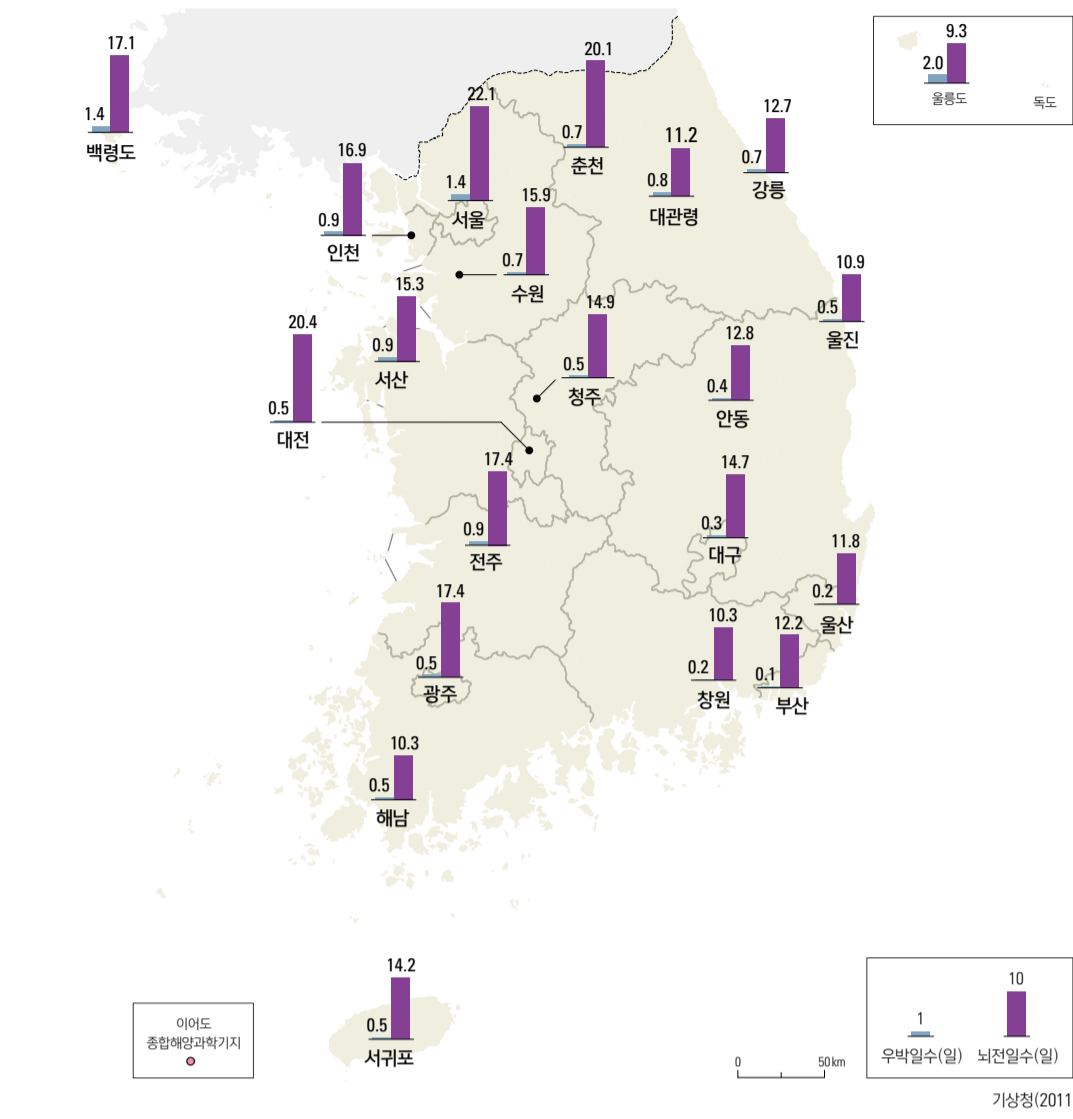 17.1
1.4
백령도
22.1
1.4
서울
20.1
0.7
춘천
11.2
0.8
대관령
12.7
0.7
강릉
9.3
2.0
울릉도
독도
16.9
0.9
인천
15.9
0.7
수원
10.9
0.5
울진
15.3
0.9
서산
20.4
0.5
대전
14.9
0.5
청주
12.8
0.4
안동
17.4
0.9
전주
14.7
0.3
대구
11.8
0.2
울산
17.4
0.5
광주
10.3
0.2
창원
12.2
0.1
부산
10.3
0.5
해남
14.2
0.5
서귀포
이어도
종합해양과학기지
0 50 km
1
우박일수(일)
10
뇌전일수(일)
기상청(2011